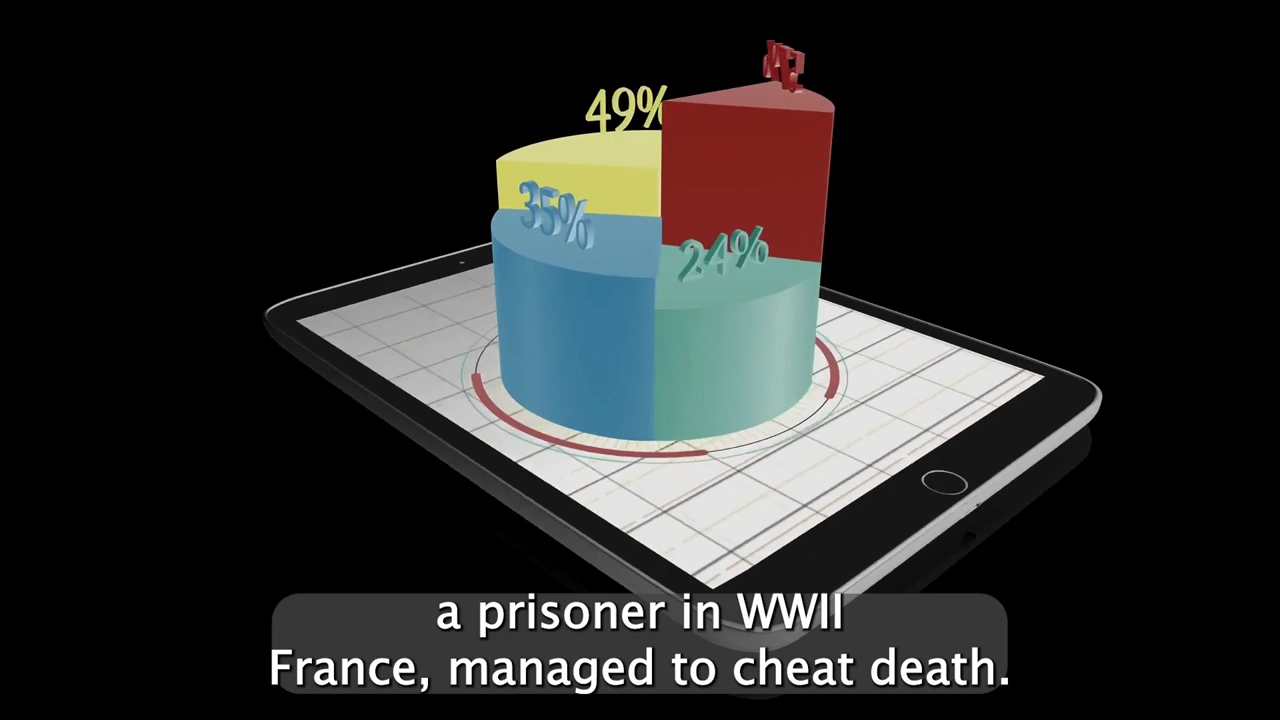 49%
35%
24%
a prisoner in WWII
France, managed to cheat death.